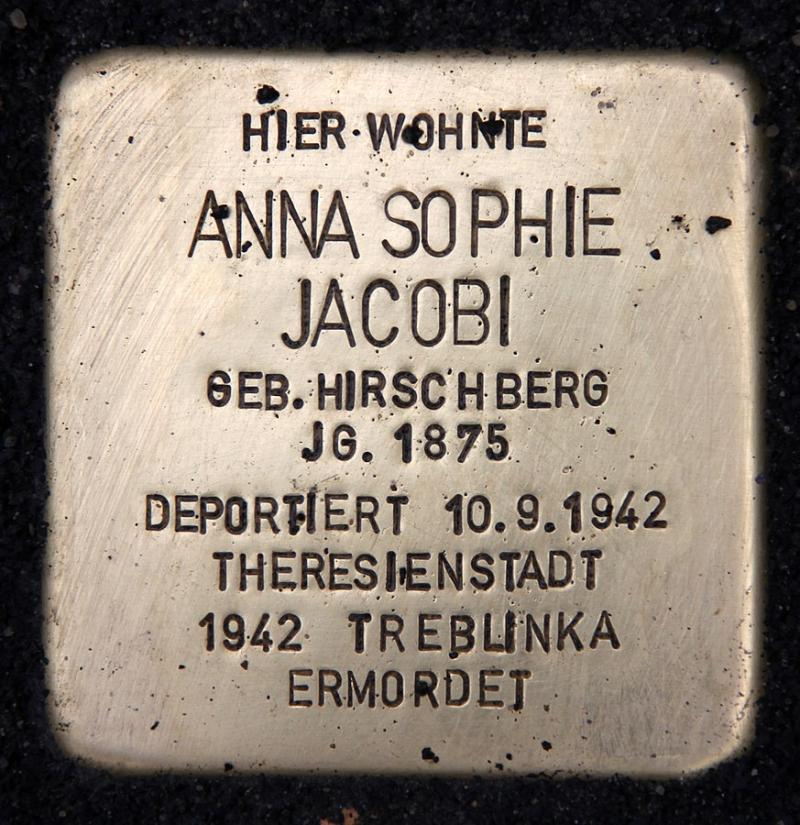 HIER WOHNTE
ANNA SOPHIE
JACOBI
GEB. HIRSCHBERG
JG. 1875
DEPORTIERT 10.9.1942
THERESIENSTADT
1942 TREBLINKA
ERMORDET